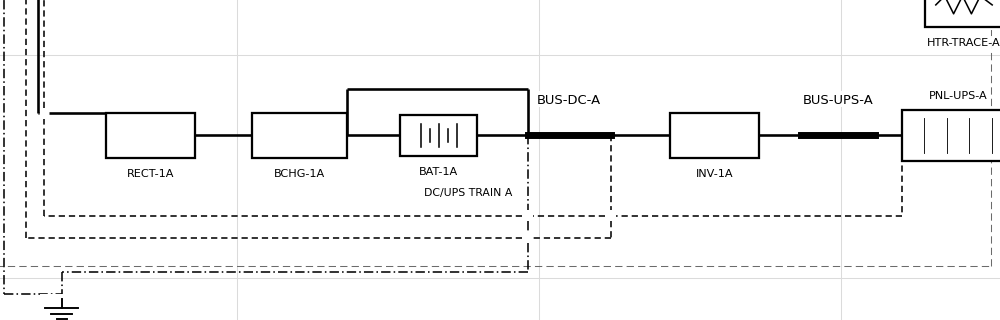 HTR-TRACE-A
PNL-UPS-A
BUS-DC-A
BUS-UPS-A
RECT-1A
BCHG-1A
BAT-1A
INV-1A
DC/UPS TRAIN A